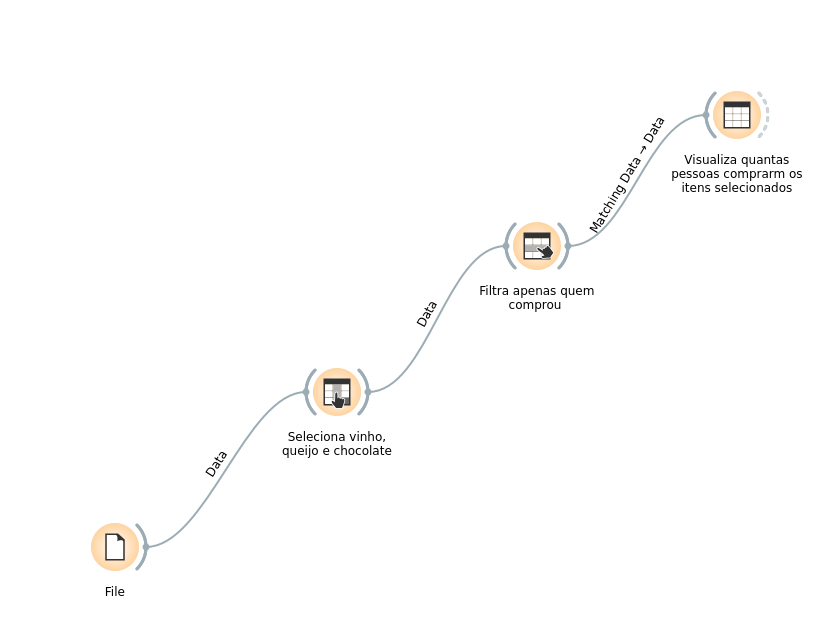 Matching Data → Data
Visualiza quantas
pessoas comprarm os
itens selecionados
Filtra apenas quem
comprou
Data
Seleciona vinho,
queijo e chocolate
Data
File